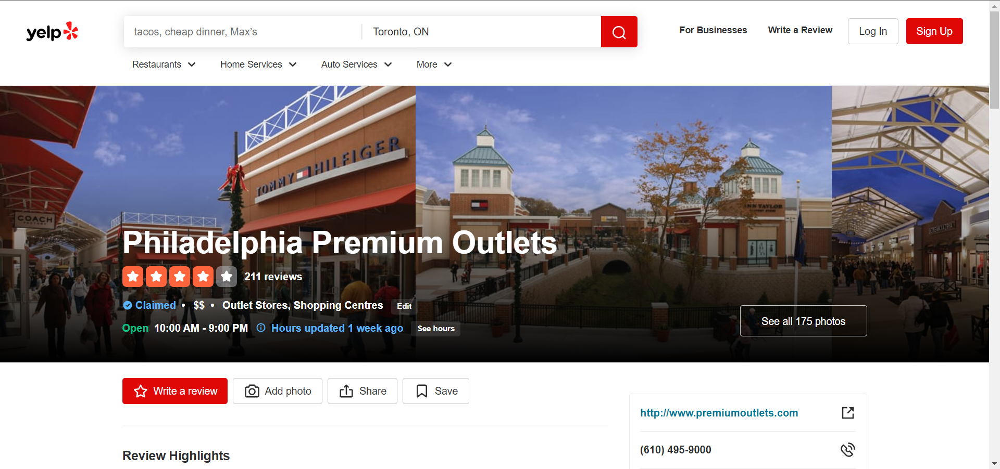 yelp
tacos, cheap dinner, Max’s
Toronto, ON
For Businesses
Write a Review
Log In
Sign Up
Restaurants
Home Services
Auto Services
More
TOMMY HILFIGER
COACH
FACTORY
ANN TAYLOR
Philadelphia Premium Outlets
211 reviews
Claimed • $$ • Outlet Stores, Shopping Centres Edit
Open 10:00 AM - 9:00 PM Hours updated 1 week ago See hours
See all 175 photos
Write a review
Add photo
Share
Save
http://www.premiumoutlets.com
(610) 495-9000
Review Highlights